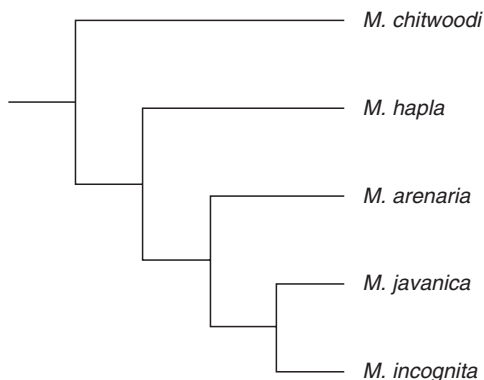 M. chitwoodi
M. hapla
M. arenaria
M. javanica
M. incognita